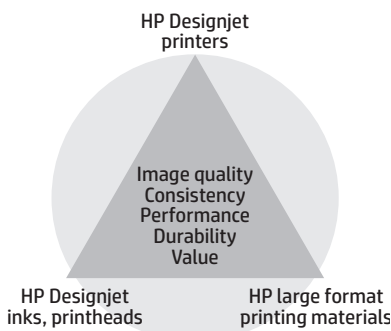 HP Designjet
printers
Image quality
Consistency
Performance
Durability
Value
HP Designjet
inks, printheads
HP large format
printing materials